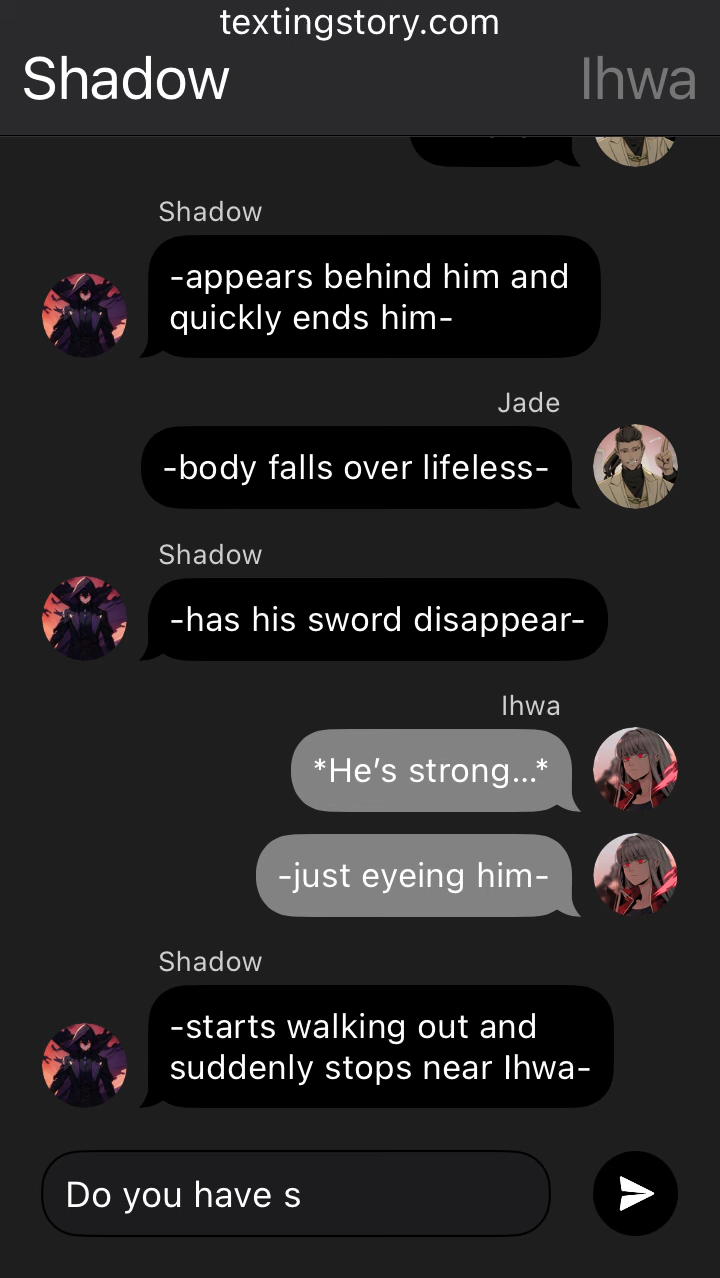 textingstory.com
Shadow
Ihwa
Shadow
-appears behind him and
quickly ends him-
Jade
-body falls over lifeless-
Shadow
-has his sword disappear-
Ihwa
*He’s strong...*
-just eyeing him-
Shadow
-starts walking out and
suddenly stops near Ihwa-
Do you have s